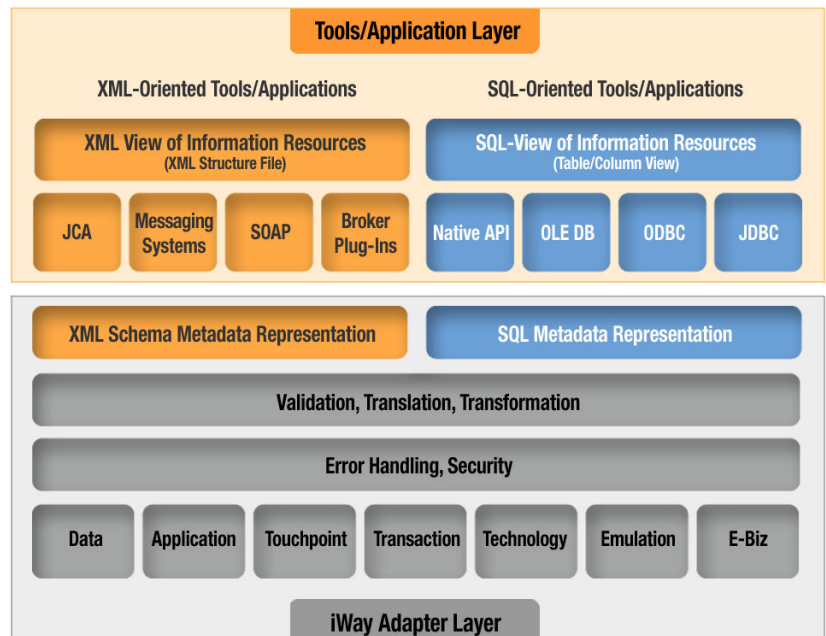 Tools/Application Layer
XML-Oriented Tools/Applications
SQL-Oriented Tools/Applications
XML View of Information Resources
(XML Structure File)
SQL-View of Information Resources
(Table/Column View)
JCA
Messaging
Systems
SOAP
Broker
Plug-Ins
Native API
OLE DB
ODBC
JDBC
XML Schema Metadata Representation
SQL Metadata Representation
Validation, Translation, Transformation
Error Handling, Security
Data
Application
Touchpoint
Transaction
Technology
Emulation
E-Biz
iWay Adapter Layer